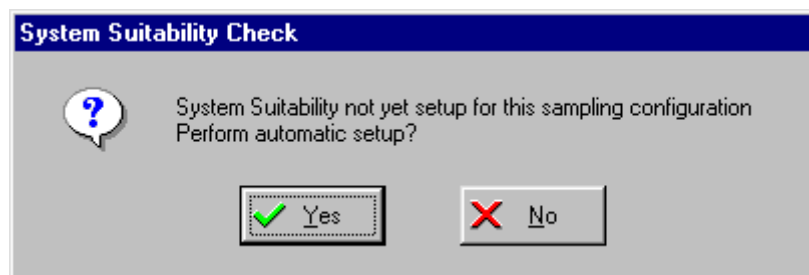 System Suitability Check
?
System Suitability not yet setup for this sampling configuration
Perform automatic setup?
Yes
No